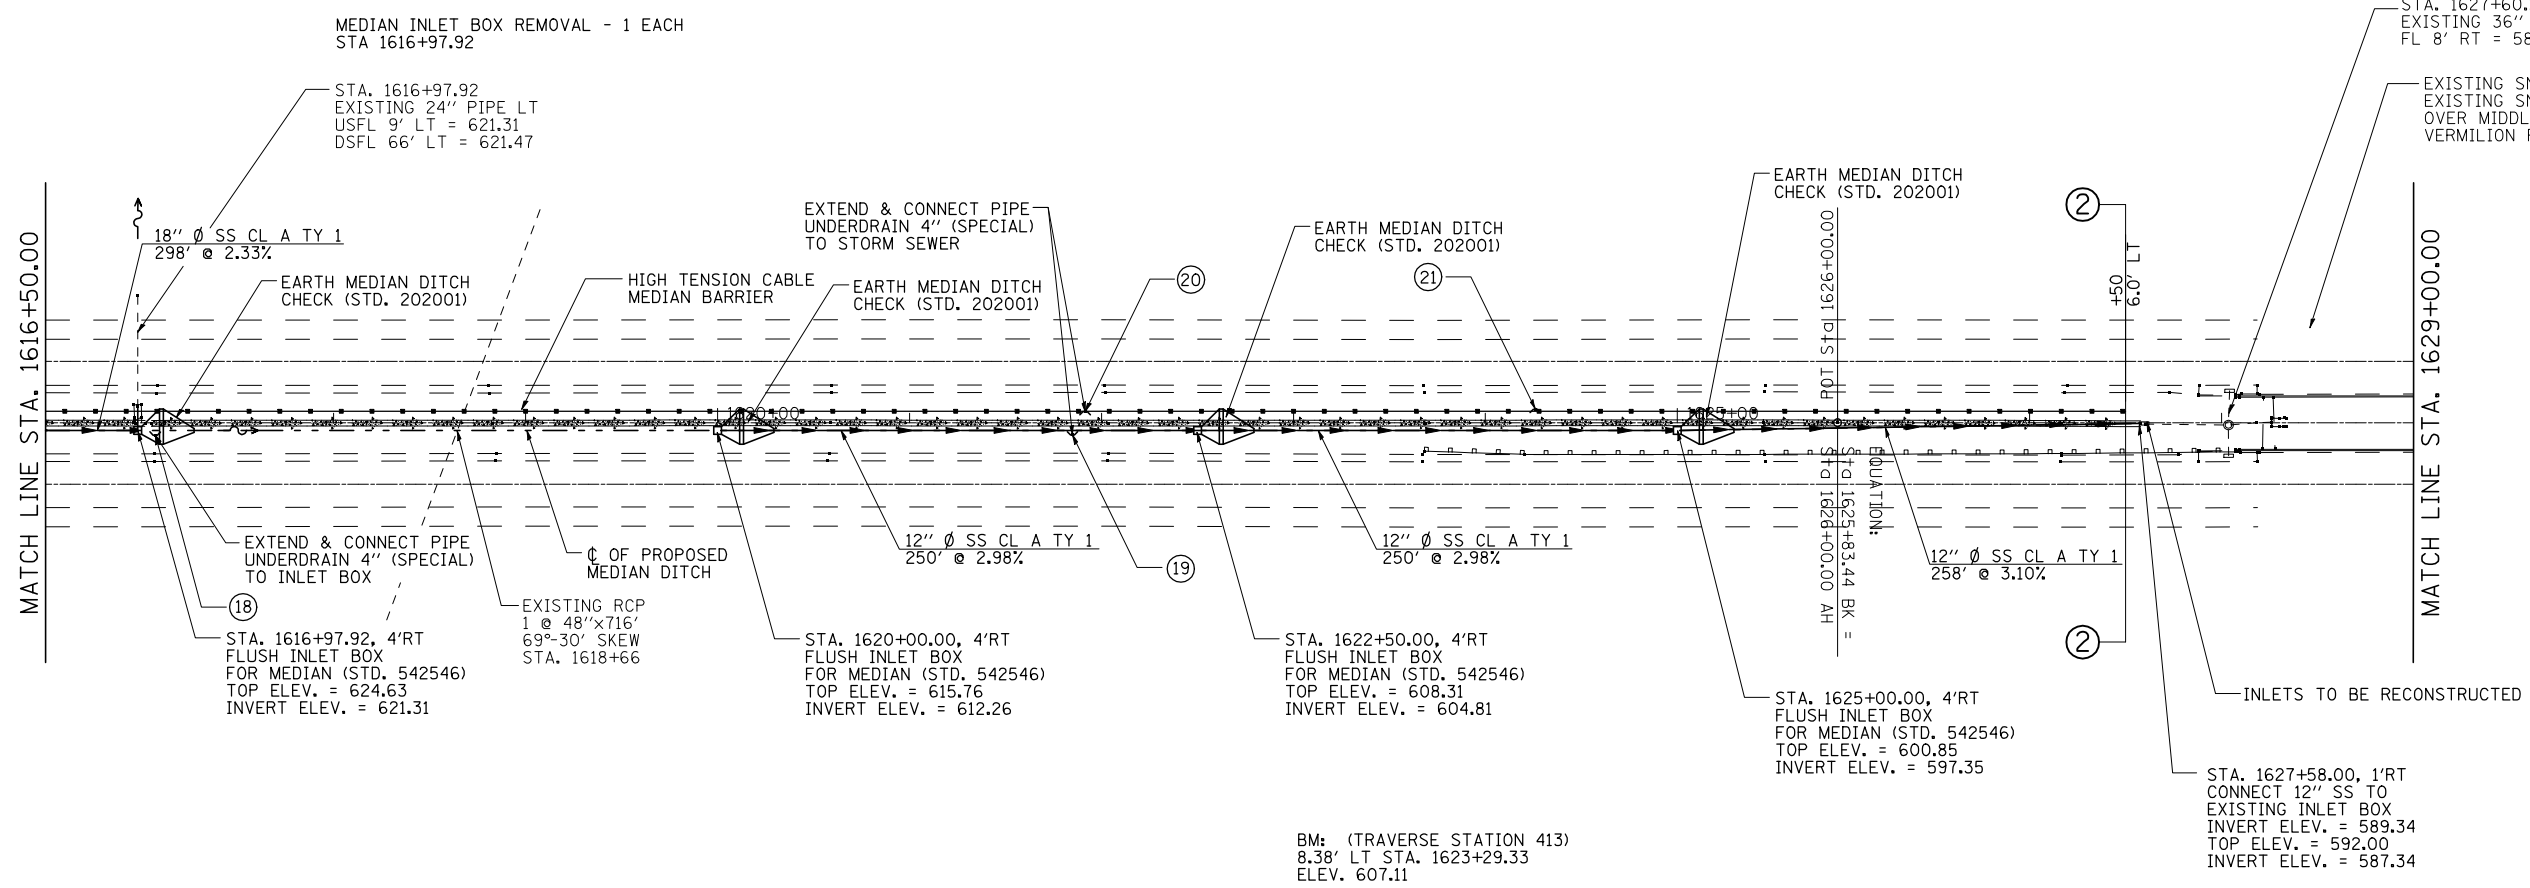 MEDIAN INLET BOX REMOVAL - 1 EACH
STA 1616+97.92
STA. 1616+97.92
EXISTING 24'' PIPE LT
USFL 9' LT = 621.31
DSFL 66' LT = 621.47
STA. 1627+60.
EXISTING 36''
FL 8' RT = 58
EXISTING
EXISTING
OVER
VERMILION
MATCH LINE STA. 1616+50.00
18'' Ø SS CL A TY 1
298' @ 2.33%
EARTH MEDIAN DITCH
CHECK (STD. 202001)
HIGH TENSION CABLE
MEDIAN BARRIER
EXTEND & CONNECT PIPE
UNDERDRAIN 4'' (SPECIAL)
TO STORM SEWER
EARTH MEDIAN DITCH
CHECK (STD. 202001)
20
EARTH MEDIAN DITCH
CHECK (STD. 202001)
21
EARTH MEDIAN DITCH
CHECK (STD. 202001)
POT Sta 1626+00.00
2
+50
6.0' LT
MATCH LINE STA. 1629+00.00
1620+00
1625+00
EXTEND & CONNECT PIPE
UNDERDRAIN 4'' (SPECIAL)
TO INLET BOX
18
℄ OF PROPOSED
MEDIAN DITCH
EXISTING RCP
1 @ 48''x716'
69°-30' SKEW
STA. 1618+66
12'' Ø SS CL A TY 1
250' @ 2.98%
19
12'' Ø SS CL A TY 1
250' @ 2.98%
EQUATION:
Sta 1625+83.44 BK =
Sta 1626+00.00 AH
12'' Ø SS CL A TY 1
258' @ 3.10%
2
STA. 1616+97.92, 4'RT
FLUSH INLET BOX
FOR MEDIAN (STD. 542546)
TOP ELEV. = 624.63
INVERT ELEV. = 621.31
STA. 1620+00.00, 4'RT
FLUSH INLET BOX
FOR MEDIAN (STD. 542546)
TOP ELEV. = 615.76
INVERT ELEV. = 612.26
STA. 1622+50.00, 4'RT
FLUSH INLET BOX
FOR MEDIAN (STD. 542546)
TOP ELEV. = 608.31
INVERT ELEV. = 604.81
STA. 1625+00.00, 4'RT
FLUSH INLET BOX
FOR MEDIAN (STD. 542546)
TOP ELEV. = 600.85
INVERT ELEV. = 597.35
INLETS TO BE RECONSTRUCTED
STA. 1627+58.00, 1'RT
CONNECT 12'' SS TO
EXISTING INLET BOX
INVERT ELEV. = 589.34
TOP ELEV. = 592.00
INVERT ELEV. = 587.34
BM: (TRAVERSE STATION 413)
8.38' LT STA. 1623+29.33
ELEV. 607.11